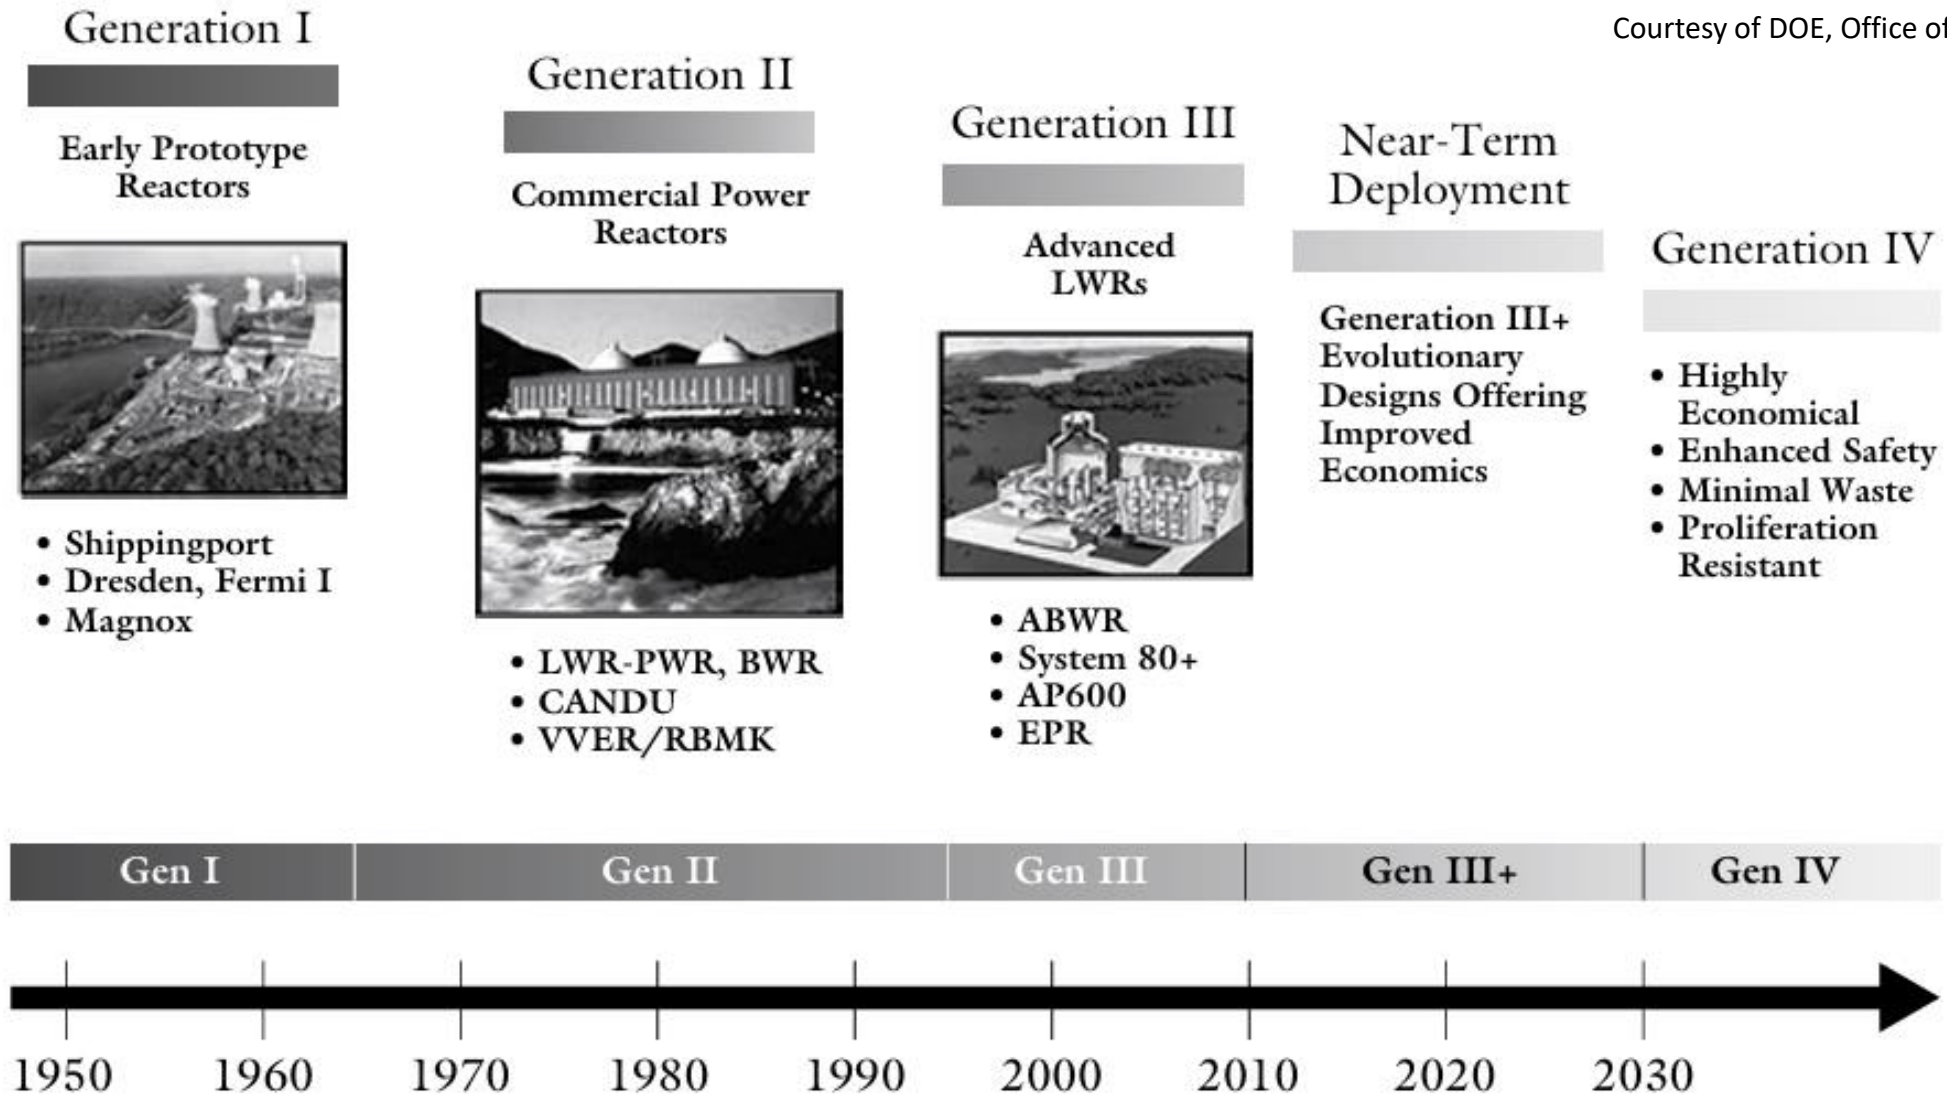 Courtesy of DOE, Office of
Generation I
Early Prototype
Reactors
• Shippingport
• Dresden, Fermi I
• Magnox
Generation II
Commercial Power
Reactors
• LWR-PWR, BWR
• CANDU
• VVER/RBMK
Generation III
Advanced
LWRs
• ABWR
• System 80+
• AP600
• EPR
Near-Term
Deployment
Generation III+
Evolutionary
Designs Offering
Improved
Economics
Generation IV
• Highly
Economical
• Enhanced Safety
• Minimal Waste
• Proliferation
Resistant
Gen I Gen II Gen III Gen III+ Gen IV
1950 1960 1970 1980 1990 2000 2010 2020 2030